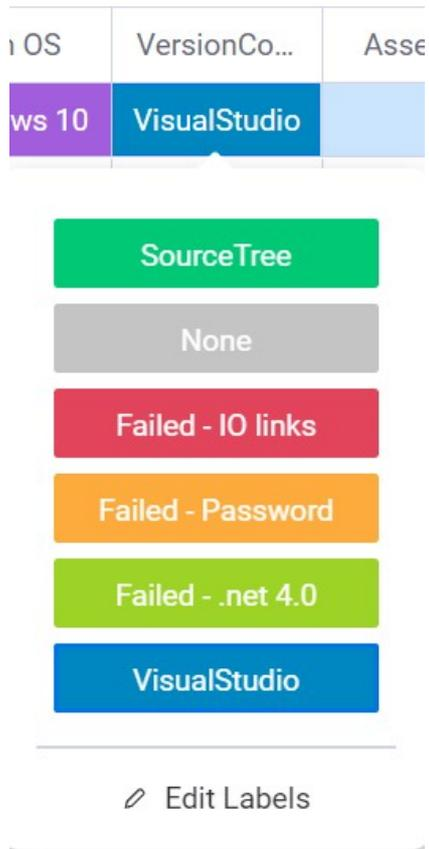 n OS VersionCo... Asse
ws 10 VisualStudio
SourceTree
None
Failed - IO links
Failed - Password
Failed - .net 4.0
VisualStudio
Edit Labels